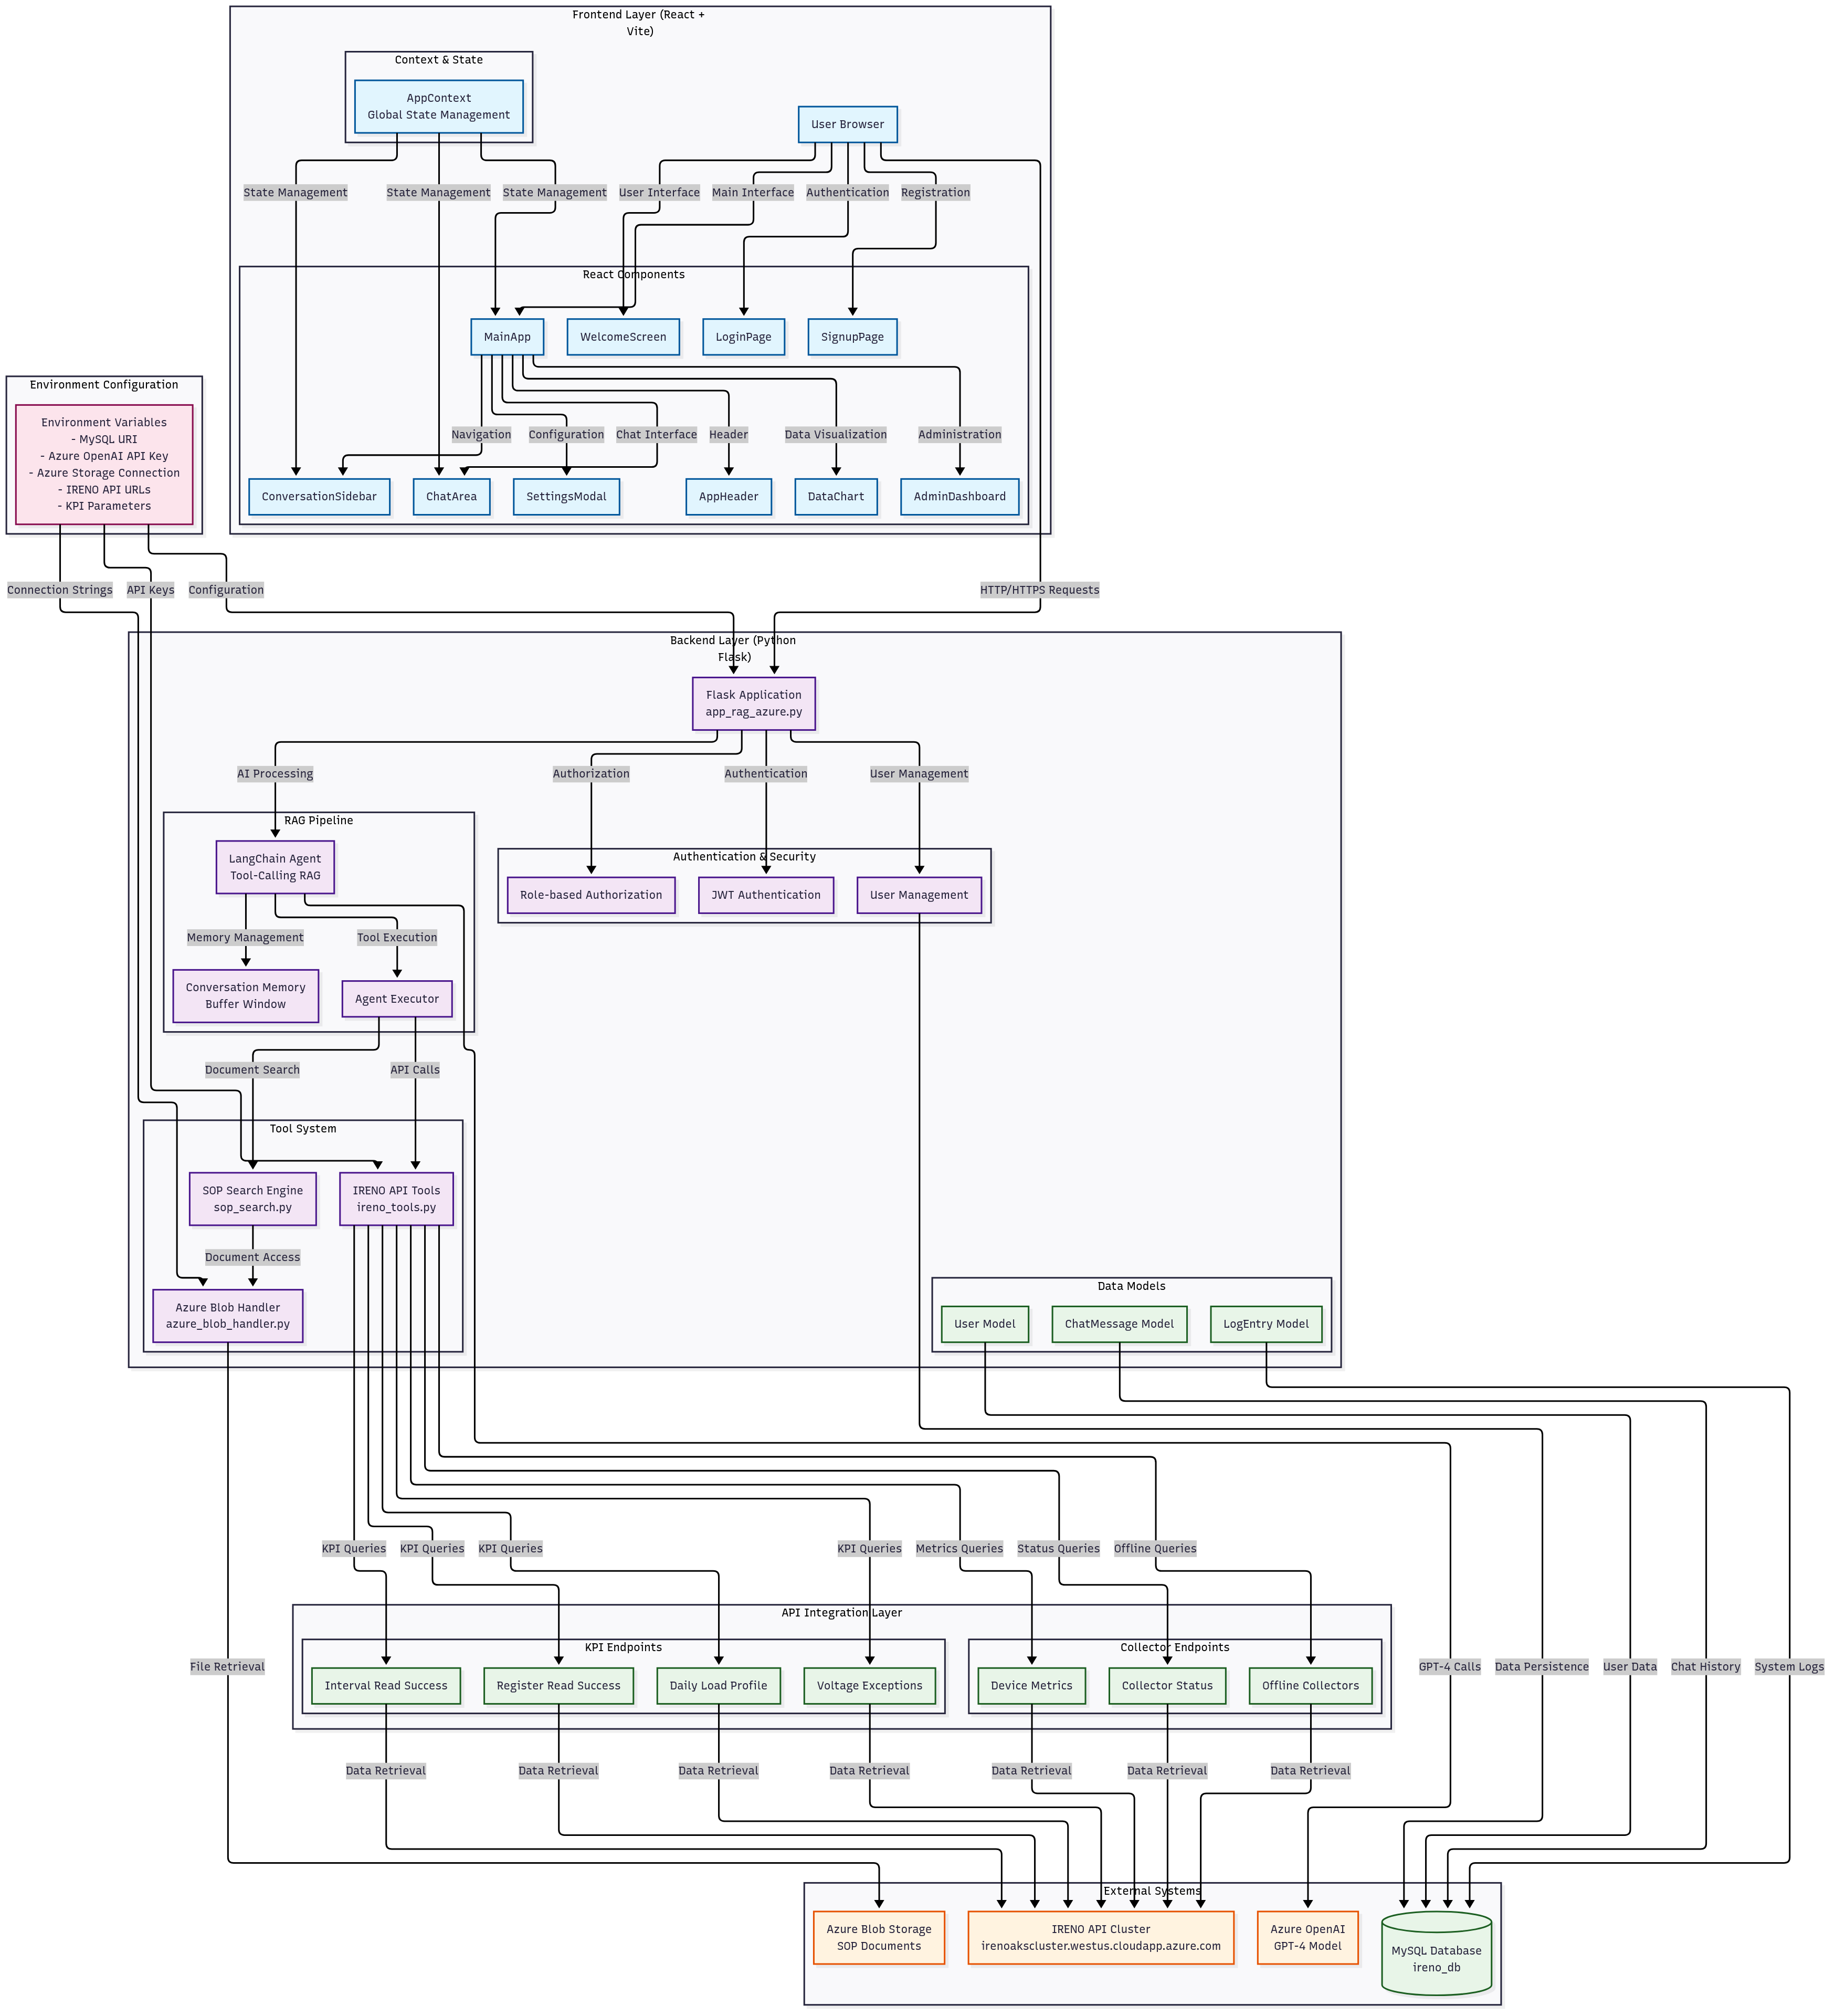 Frontend Layer (React +
Vite)
Context & State
AppContext
Global State Management
User Browser
State Management
State Management
State Management
User Interface
Main Interface
Authentication
Registration
React Components
MainApp
WelcomeScreen
LoginPage
SignupPage
Environment Configuration
Environment Variables
- MySQL URI
- Azure OpenAI API Key
- Azure Storage Connection
- IRENO API URLs
- KPI Parameters
Navigation
Configuration
Chat Interface
Header
Data Visualization
Administration
ConversationSidebar
ChatArea
SettingsModal
AppHeader
DataChart
AdminDashboard
Connection Strings
API Keys
Configuration
HTTP/HTTPS Requests
Backend Layer (Python
Flask)
Flask Application
app_rag_azure.py
AI Processing
Authorization
Authentication
User Management
RAG Pipeline
LangChain Agent
Tool-Calling RAG
Authentication & Security
Role-based Authorization
JWT Authentication
User Management
Memory Management
Tool Execution
Conversation Memory
Buffer Window
Agent Executor
Document Search
API Calls
Tool System
SOP Search Engine
sop_search.py
IRENO API Tools
ireno_tools.py
Document Access
Azure Blob Handler
azure_blob_handler.py
Data Models
User Model
ChatMessage Model
LogEntry Model
KPI Queries
KPI Queries
KPI Queries
KPI Queries
Metrics Queries
Status Queries
Offline Queries
API Integration Layer
KPI Endpoints
Collector Endpoints
Interval Read Success
Register Read Success
Daily Load Profile
Voltage Exceptions
Device Metrics
Collector Status
Offline Collectors
File Retrieval
GPT-4 Calls
Data Persistence
User Data
Chat History
System Logs
Data Retrieval
Data Retrieval
Data Retrieval
Data Retrieval
Data Retrieval
Data Retrieval
Data Retrieval
External Systems
Azure Blob Storage
SOP Documents
IRENO API Cluster
irenoakscluster.westus.cloudapp.azure.com
Azure OpenAI
GPT-4 Model
MySQL Database
ireno_db